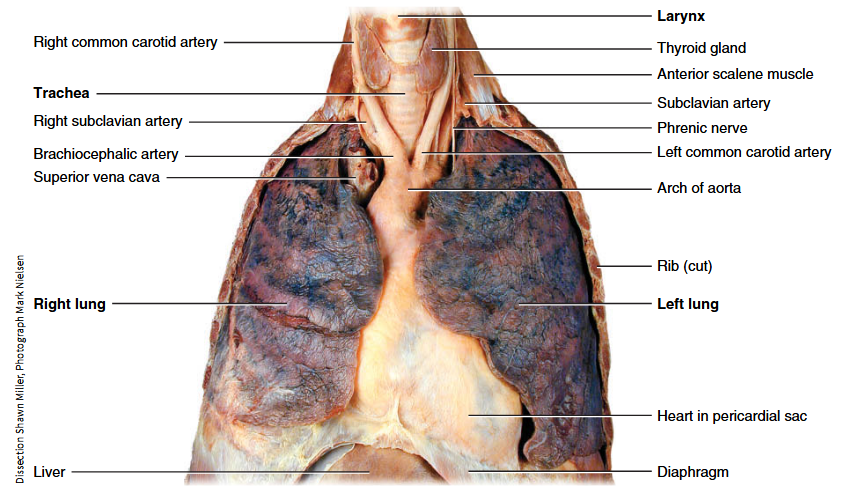 Right common carotid artery
Trachea
Right subclavian artery
Brachiocephalic artery
Superior vena cava
Right lung
Liver
Larynx
Thyroid gland
Anterior scalene muscle
Subclavian artery
Phrenic nerve
Left common carotid artery
Arch of aorta
Rib (cut)
Left lung
Heart in pericardial sac
Diaphragm
Dissection Shawn Miller, Photograph Mark Nielsen